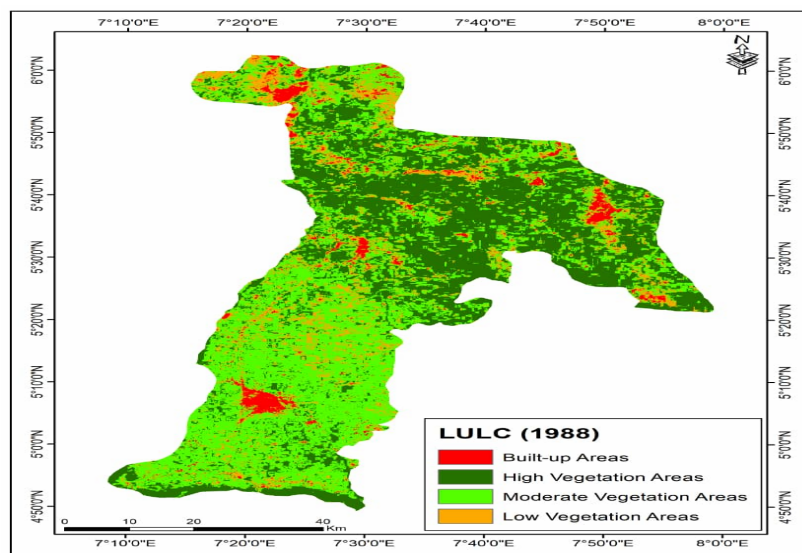 7°10'0"E 7°20'0"E 7°30'0"E 7°40'0"E 7°50'0"E 8°0'0"E
N
6°0'0"N 6°0'0"N
5°50'0"N 5°50'0"N
5°40'0"N 5°40'0"N
5°30'0"N 5°30'0"N
5°20'0"N 5°20'0"N
5°10'0"N 5°10'0"N
5°0'0"N 5°0'0"N
4°50'0"N 4°50'0"N
LULC (1988)
Built-up Areas
High Vegetation Areas
Moderate Vegetation Areas
Low Vegetation Areas
0 10 20 40
Km
7°10'0"E 7°20'0"E 7°30'0"E 7°40'0"E 7°50'0"E 8°0'0"E